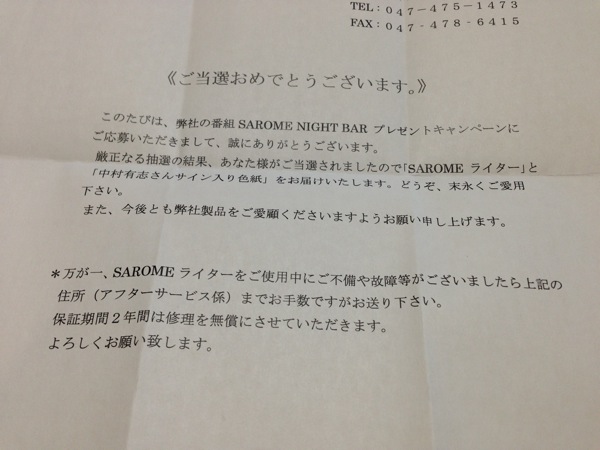 TEL：０４７－４７５－１４７３
FAX：０４７-４７８-６４１５
《ご当選おめでとうございます。》
このたびは、弊社の番組 SAROME NIGHT BAR プレゼントキャンペーンに
ご応募いただきまして、誠にありがとうございます。
厳正なる抽選の結果、あなた様がご当選されましたので「SAROME ライター」と
「中村有志さんサイン入り色紙」をお届けいたします。どうぞ、末永くご愛用
下さい。
また、今後とも弊社製品をご愛顧くださいますようお願い申し上げます。
＊万が一、SAROME ライターをご使用中にご不備や故障等がございましたら上記の
住所（アフターサービス係）までお手数ですがお送り下さい。
保証期間２年間は修理を無償にさせていただきます。
よろしくお願い致します。